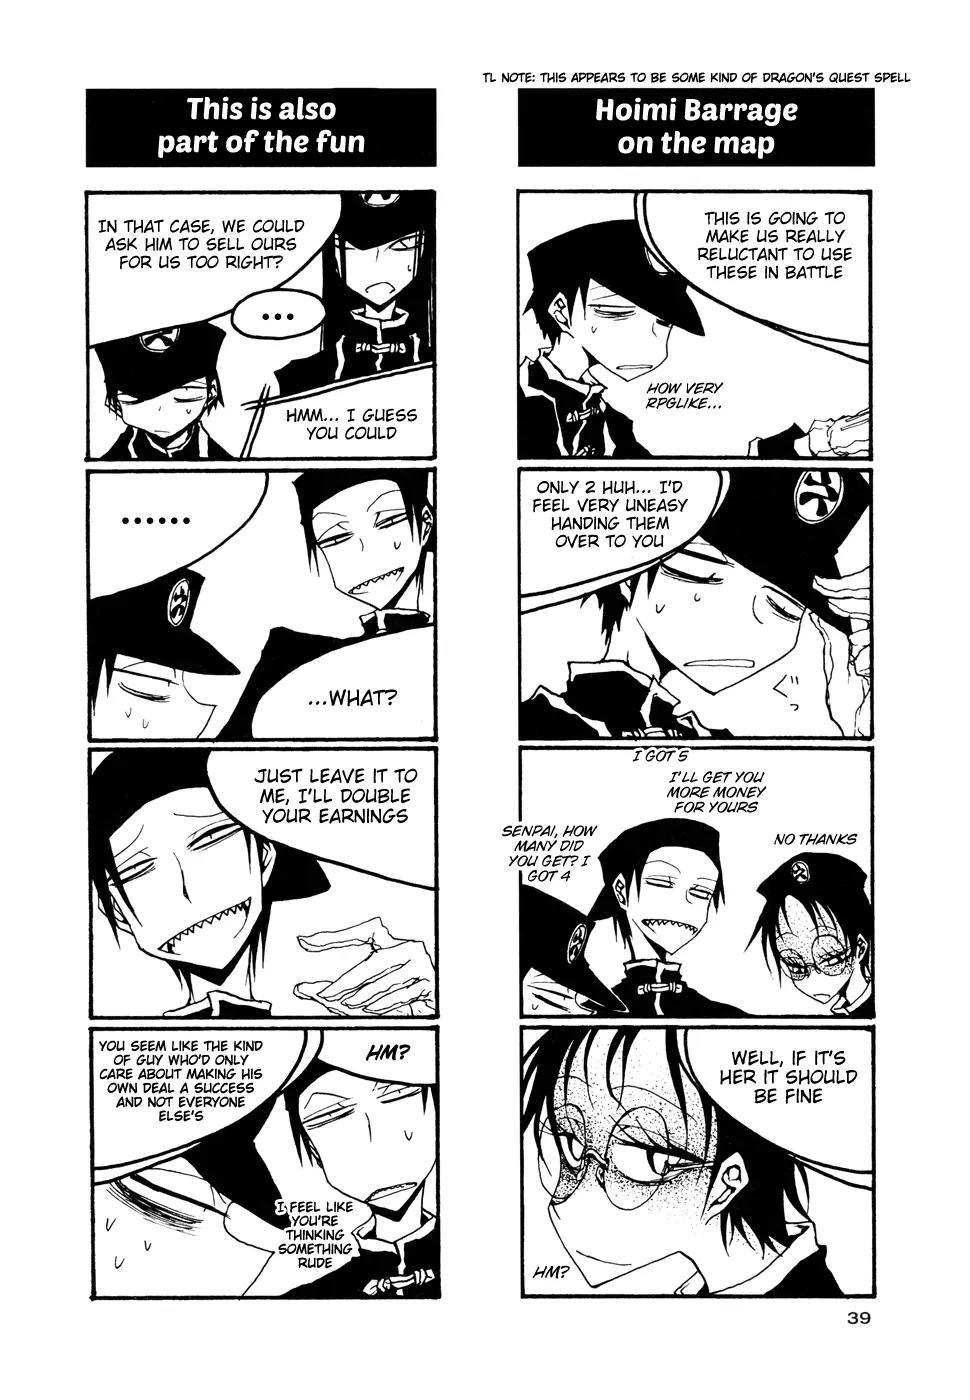 TL NOTE: THIS APPEARS TO BE SOME KIND OF DRAGON'S QUEST SPELL
Hoimi Barrage
on the map
THIS IS GOING TO
MAKE US REALLY
RELUCTANT TO USE
THESE IN BATTLE
HOW VERY
RPGLIKE...
ONLY 2 HUH... I'D
FEEL VERY UNEASY
HANDING THEM
OVER TO YOU
I GOT 5
I'LL GET YOU
MORE MONEY
FOR YOURS
NO THANKS
SENPAI, HOW
MANY DID
YOU GET? I
GOT 4
WELL, IF IT'S
HER IT SHOULD
BE FINE
HM?
This is also
part of the fun
IN THAT CASE, WE COULD
ASK HIM TO SELL OURS
FOR US TOO RIGHT?
...
HMM... I GUESS
YOU COULD
......
...WHAT?
JUST LEAVE IT TO
ME, I'LL DOUBLE
YOUR EARNINGS
HM?
YOU SEEM LIKE THE KIND
OF GUY WHO'D ONLY
CARE ABOUT MAKING HIS
OWN DEAL A SUCCESS
AND NOT EVERYONE
ELSE'S
I FEEL LIKE
YOU'RE
THINKING
SOMETHING
RUDE
39